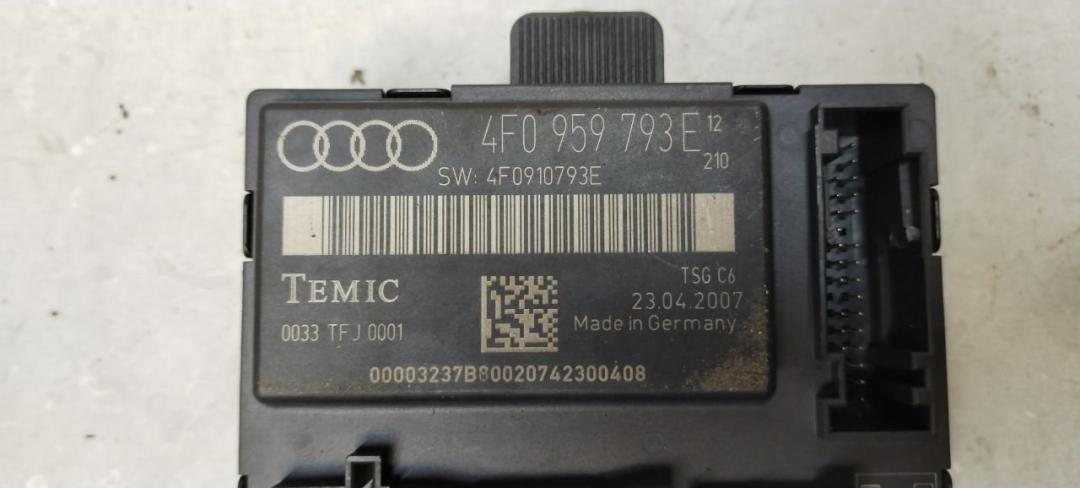 4F0 959 793 E 12
210
SW: 4F0910793E
TEMIC
TSG C6
23.04.2007
0033 TFJ 0001
Made in Germany
00003237B80020742300408